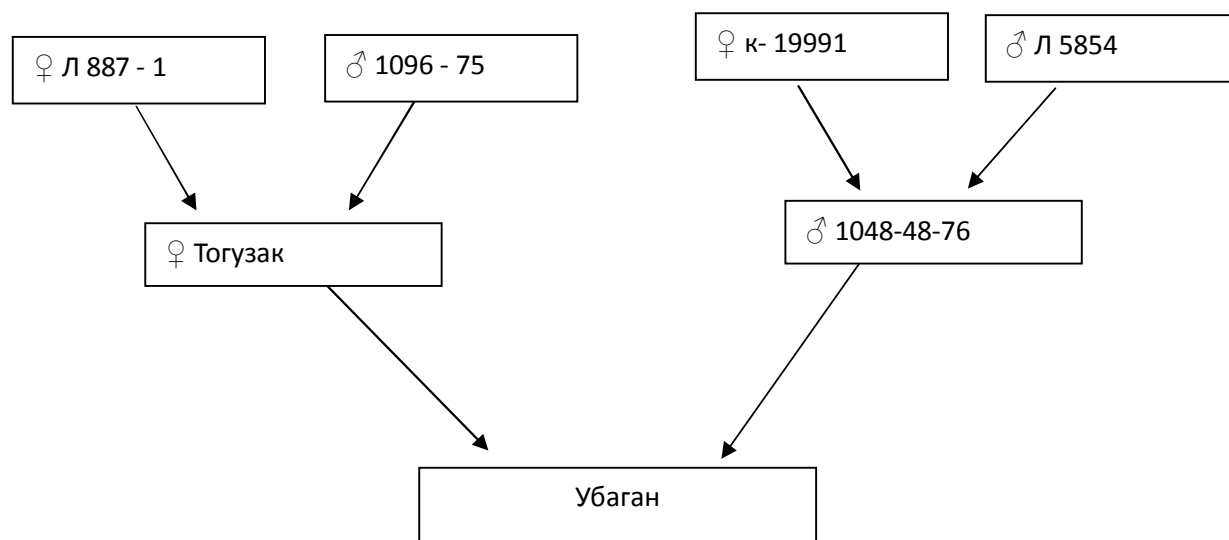 ♀ Л 887 - 1
♂ 1096 - 75
♀ к- 19991
♂ Л 5854
♀ Тогузак
♂ 1048-48-76
Убаган